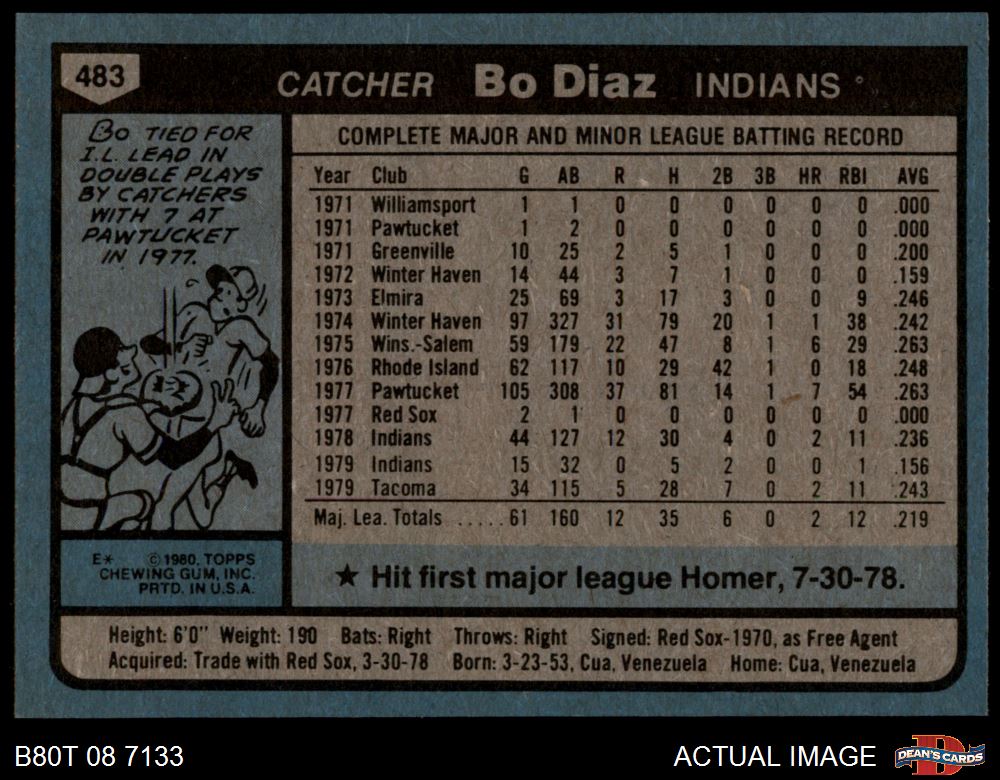 483
CATCHER Bo Diaz INDIANS
Bo TIED FOR
I.L. LEAD IN
DOUBLE PLAYS
BY CATCHERS
WITH 7 AT
PAWTUCKET
IN 1977.
COMPLETE MAJOR AND MINOR LEAGUE BATTING RECORD
Year Club G AB R H 2B 3B HR RBI AVG
1971 Williamsport 1 1 0 0 0 0 0 0 .000
1971 Pawtucket 1 2 0 0 0 0 0 0 .000
1971 Greenville 10 25 2 5 1 0 0 0 .200
1972 Winter Haven 14 44 3 7 1 0 0 0 .159
1973 Elmira 25 69 3 17 3 0 0 9 .246
1974 Winter Haven 97 327 31 79 20 1 1 38 .242
1975 Wins.-Salem 59 179 22 47 8 1 6 29 .263
1976 Rhode Island 62 117 10 29 42 1 0 18 .248
1977 Pawtucket 105 308 37 81 14 1 7 54 .263
1977 Red Sox 2 1 0 0 0 0 0 0 .000
1978 Indians 44 127 12 30 4 0 2 11 .236
1979 Indians 15 32 0 5 2 0 0 1 .156
1979 Tacoma 34 115 5 28 7 0 2 11 .243
Maj. Lea. Totals .....61 160 12 35 6 0 2 12 .219
E* © 1980. TOPPS
CHEWING GUM, INC.
PRTD. IN U.S.A.
★ Hit first major league Homer, 7-30-78.
Height: 6'0" Weight: 190 Bats: Right Throws: Right Signed: Red Sox-1970, as Free Agent
Acquired: Trade with Red Sox, 3-30-78 Born: 3-23-53, Cua, Venezuela Home: Cua, Venezuela
B80T 08 7133
ACTUAL IMAGE
D
DEAN'S CARDS